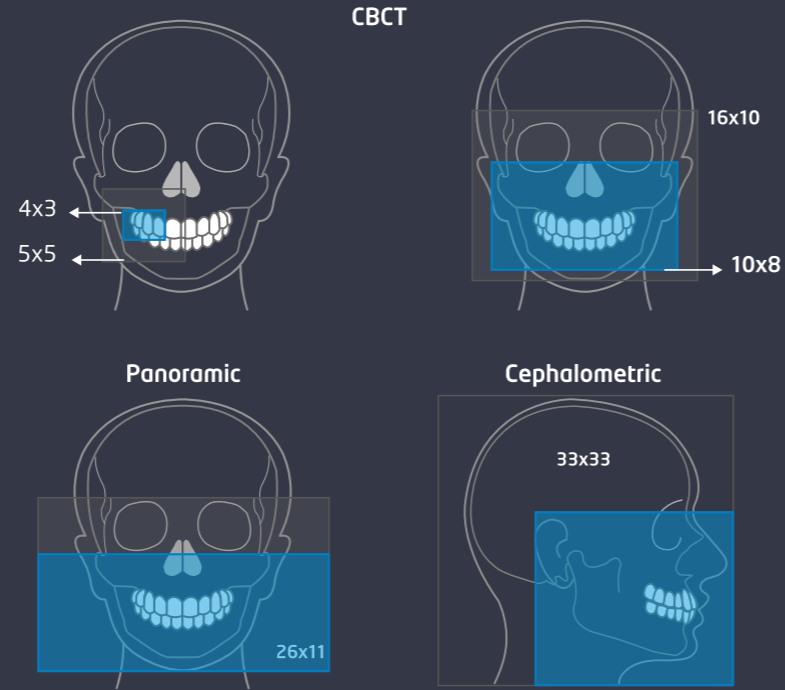 CBCT
4x3
5x5
16x10
10x8
Panoramic
26x11
Cephalometric
33x33